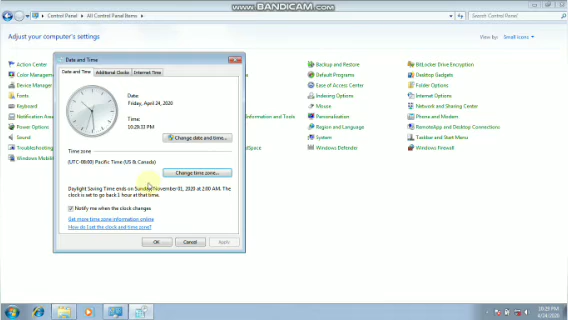 www.BANDICAM.com
Control Panel ▸ All Control Panel Items ▸
Search Control Panel
Adjust your computer's settings
View by: Small icons
Action Center
Color Management
Device Manager
Fonts
Keyboard
Notification Area
Power Options
Sound
Troubleshooting
Windows Mobil
Date and Time
Date and Time
Additional Clocks
Internet Time
Date:
Friday, April 24, 2020
Time:
10:29:33 PM
Change date and time...
Time zone
(UTC-08:00) Pacific Time (US & Canada)
Change time zone...
Daylight Saving Time ends on Sunday, November 01, 2020 at 2:00 AM. The
clock is set to go back 1 hour at that time.
Notify me when the clock changes
Get more time zone information online
How do I set the clock and time zone?
OK
Cancel
Apply
and Tools
Backup and Restore
Default Programs
Ease of Access Center
Indexing Options
Mouse
Personalization
Region and Language
System
Windows Defender
BitLocker Drive Encryption
Desktop Gadgets
Folder Options
Internet Options
Network and Sharing Center
Phone and Modem
RemoteApp and Desktop Connections
Taskbar and Start Menu
Windows Firewall
10:29 PM
4/24/2020